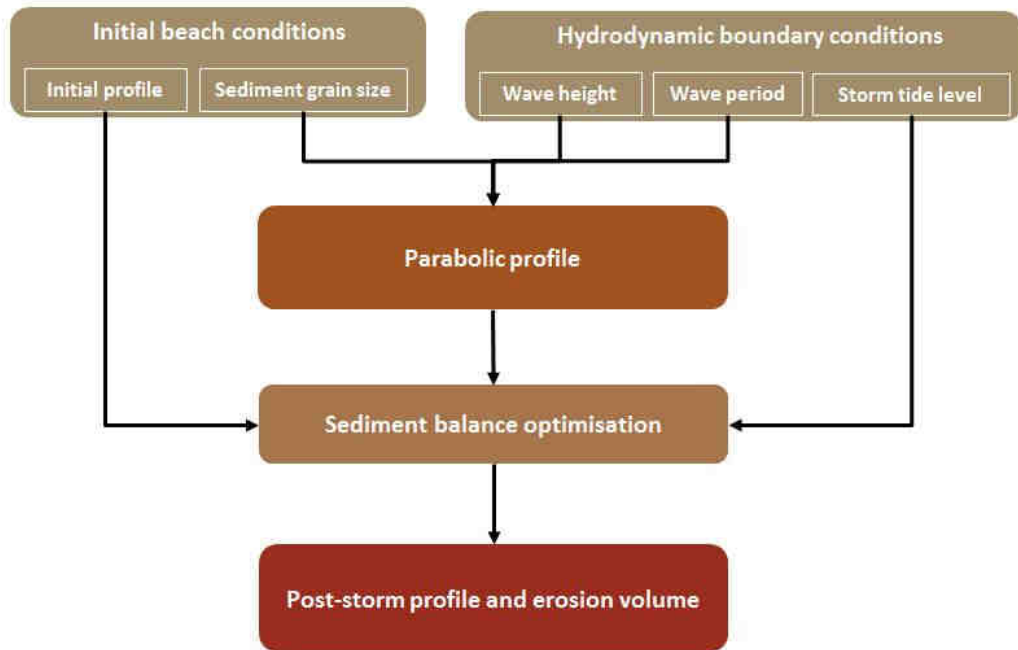 Initial beach conditions
Initial profile
Sediment grain size
Hydrodynamic boundary conditions
Wave height
Wave period
Storm tide level
Parabolic profile
Sediment balance optimisation
Post-storm profile and erosion volume